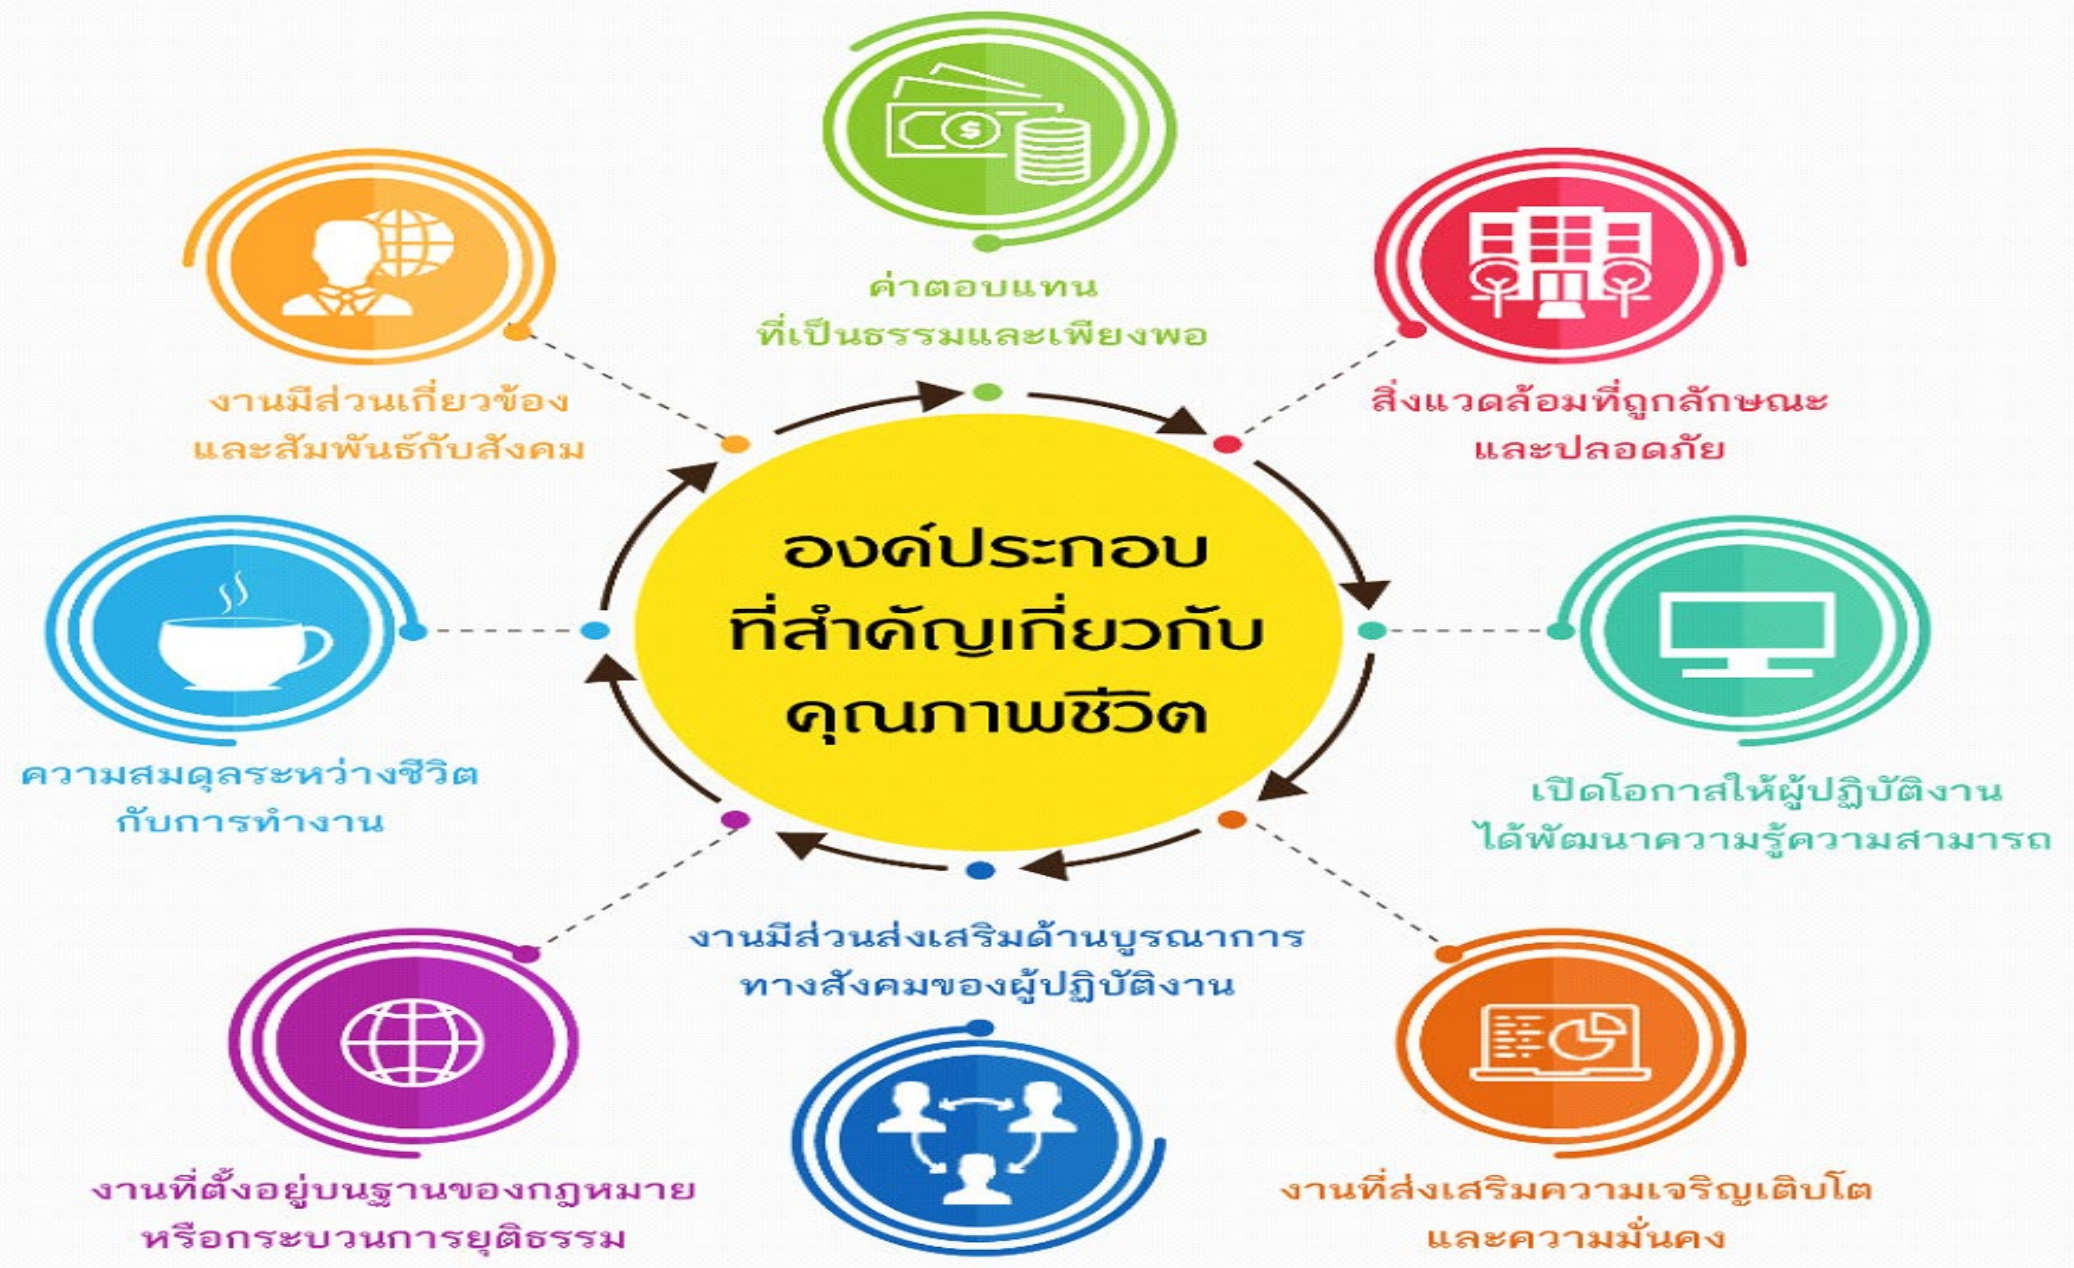 ค่าตอบแทน
ที่เป็นธรรมและเพียงพอ
งานมีส่วนเกี่ยวข้อง
และสัมพันธ์กับสังคม
สิ่งแวดล้อมที่ถูกลักษณะ
และปลอดภัย
องค์ประกอบ
ที่สำคัญเกี่ยวกับ
คุณภาพชีวิต
ความสมดุลระหว่างชีวิต
กับการทำงาน
เปิดโอกาสให้ผู้ปฏิบัติงาน
ได้พัฒนาความรู้ความสามารถ
งานมีส่วนส่งเสริมด้านบูรณาการ
ทางสังคมของผู้ปฏิบัติงาน
งานที่ตั้งอยู่บนฐานของกฎหมาย
หรือกระบวนการยุติธรรม
งานที่ส่งเสริมความเจริญเติบโต
และความมั่นคง